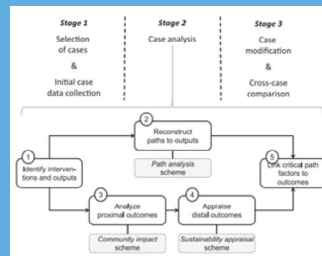 Stage 1
Selection
of cases
&
Initial case
data collection
Stage 2
Case analysis
Stage 3
Case
modification
&
Cross-case
comparison
1
Identify interven-
tions and outputs
2
Reconstruct
paths to outputs
Path analysis
scheme
3
Analyze
proximal outcomes
Community impact
scheme
4
Appraise
distal outcomes
Sustainability appraisal
scheme
5
Link critical path
factors to
outcomes